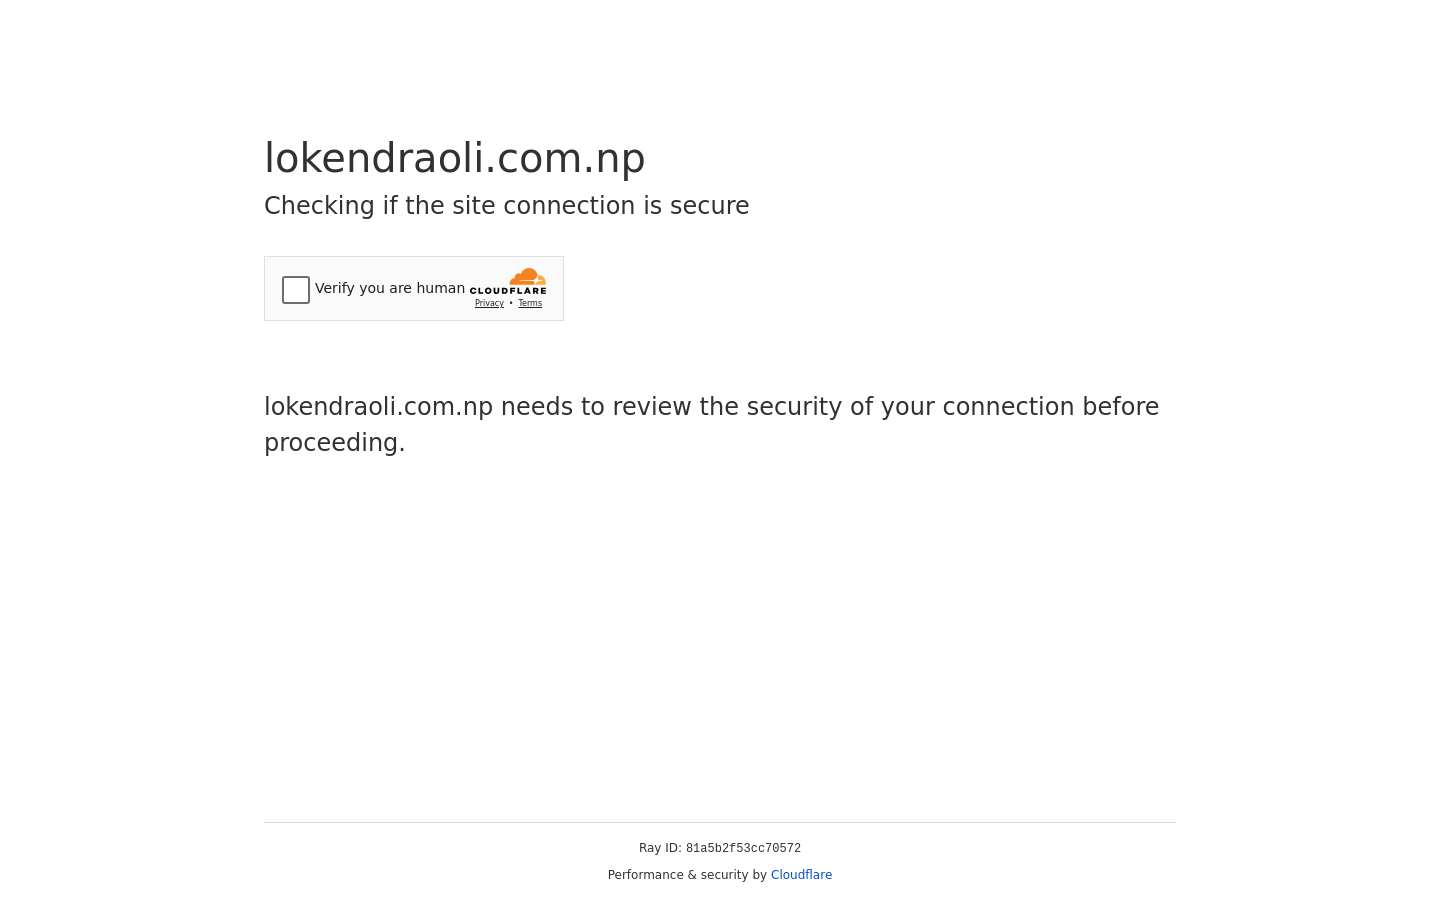 lokendraoli.com.np
Checking if the site connection is secure
Verify you are human
CLOUDFLARE
Privacy • Terms
lokendraoli.com.np needs to review the security of your connection before
proceeding.
Ray ID: 81a5b2f53cc70572
Performance & security by Cloudflare